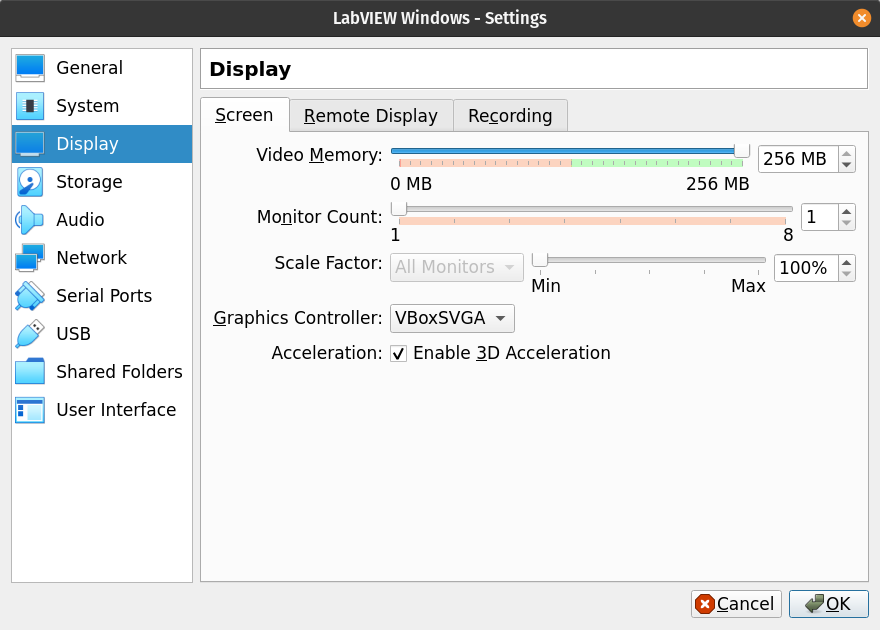 LabVIEW Windows - Settings
General
System
Display
Storage
Audio
Network
Serial Ports
USB
Shared Folders
User Interface
Display
Screen Remote Display Recording
Video Memory: 256 MB
0 MB 256 MB
Monitor Count: 1
1 8
Scale Factor: All Monitors 100%
Min Max
Graphics Controller: VBoxSVGA
Acceleration: Enable 3D Acceleration
Cancel OK